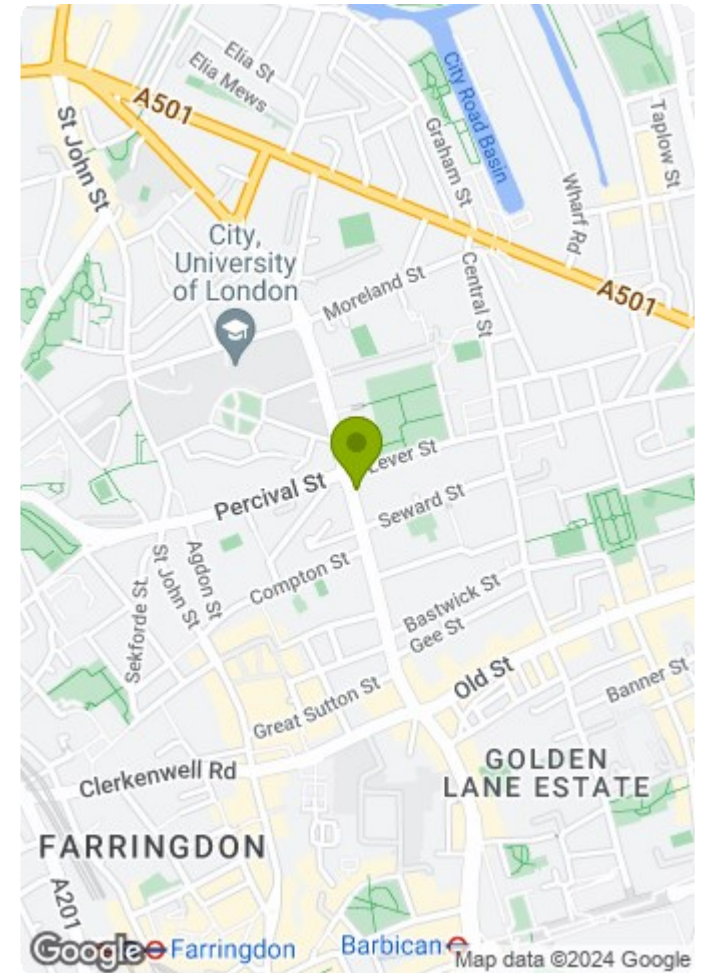 Elia St
Elia Mews
A501
St John St
City Road Basin
Graham St
Taplow St
Wharf Rd
City,
University
of London
Moreland St
Central St
A501
Lever St
Percival St
Seward St
Agdon St
St John St
Compton St
Sekforde St
Bastwick St
Gee St
Old St
Banner St
Great Sutton St
Clerkenwell Rd
GOLDEN
LANE ESTATE
FARRINGDON
A201
Google
Farringdon
Barbican
Map data ©2024 Google